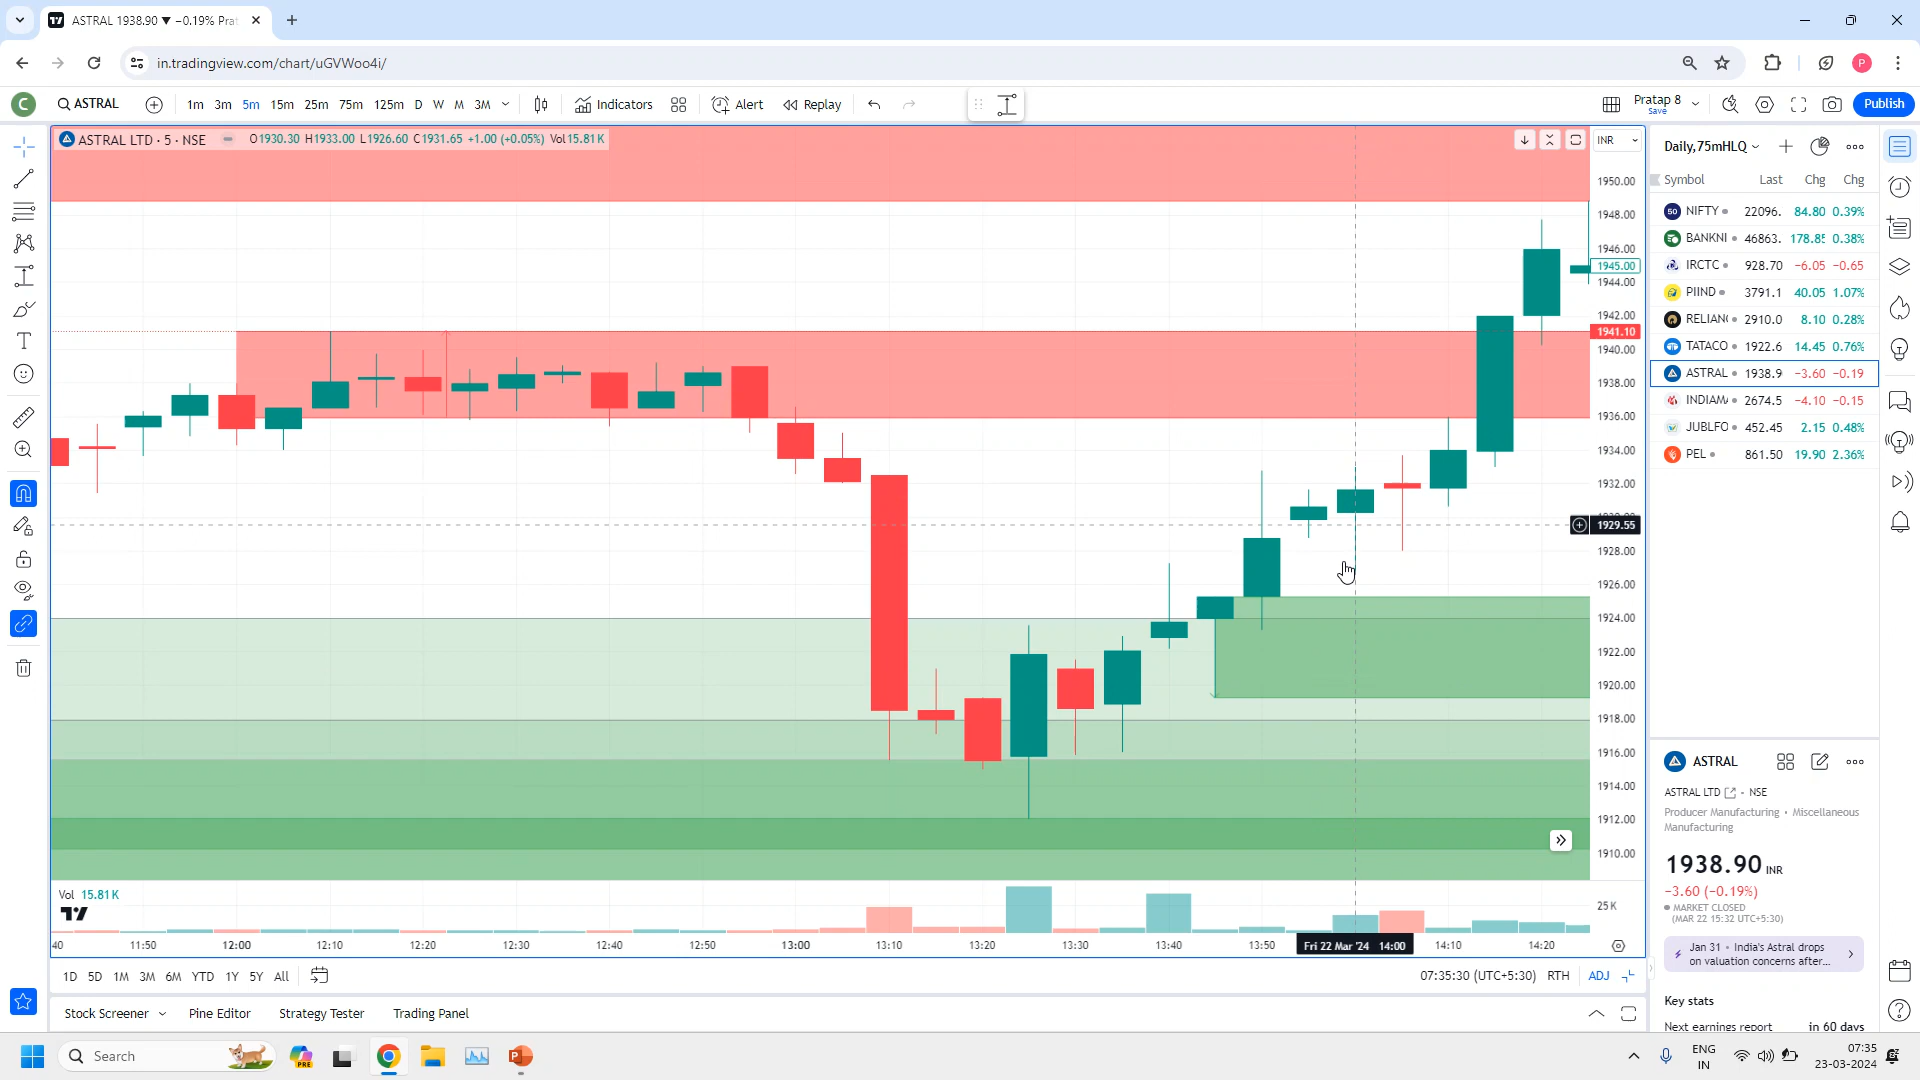 ASTRAL 1938.90 ▼ −0.19% Prat
in.tradingview.com/chart/uGVWoo4i/
P
C
ASTRAL 1m 3m 5m 15m 25m 75m 125m D W M 3M Indicators Alert Replay
Pratap 8
Save
Publish
ASTRAL LTD · 5 · NSE O1930.30 H1933.00 L1926.60 C1931.65 +1.00 (+0.05%) Vol15.81 K
INR
1950.00
1948.00
1946.00
1945.00
1944.00
1942.00
1941.10
1940.00
1938.00
1936.00
1934.00
1932.00
1929.55
1928.00
1926.00
1924.00
1922.00
1920.00
1918.00
1916.00
1914.00
1912.00
1910.00
Vol 15.81 K
25 K
:40 11:50 12:00 12:10 12:20 12:30 12:40 12:50 13:00 13:10 13:20 13:30 13:40 13:50 Fri 22 Mar '24 14:00 14:10 14:20
1D 5D 1M 3M 6M YTD 1Y 5Y All
07:35:30 (UTC+5:30) RTH ADJ
Stock Screener Pine Editor Strategy Tester Trading Panel
Daily,75mHLQ
Symbol Last Chg Chg
NIFTY 22096. 84.80 0.39%
BANKNI 46863. 178.85 0.38%
IRCTC 928.70 −6.05 −0.65
PIIND 3791.1 40.05 1.07%
RELIAN 2910.0 8.10 0.28%
TATACO 1922.6 14.45 0.76%
ASTRAL 1938.9 −3.60 −0.19
INDIAM 2674.5 −4.10 −0.15
JUBLFO 452.45 2.15 0.48%
PEL 861.50 19.90 2.36%
ASTRAL
ASTRAL LTD · NSE
Producer Manufacturing • Miscellaneous
Manufacturing
1938.90 INR
−3.60 (−0.19%)
MARKET CLOSED
(MAR 22 15:32 UTC+5:30)
Jan 31 • India's Astral drops
on valuation concerns after...
Key stats
Next earnings report in 60 days
Search
PRE
ENG
IN
07:35
23-03-2024